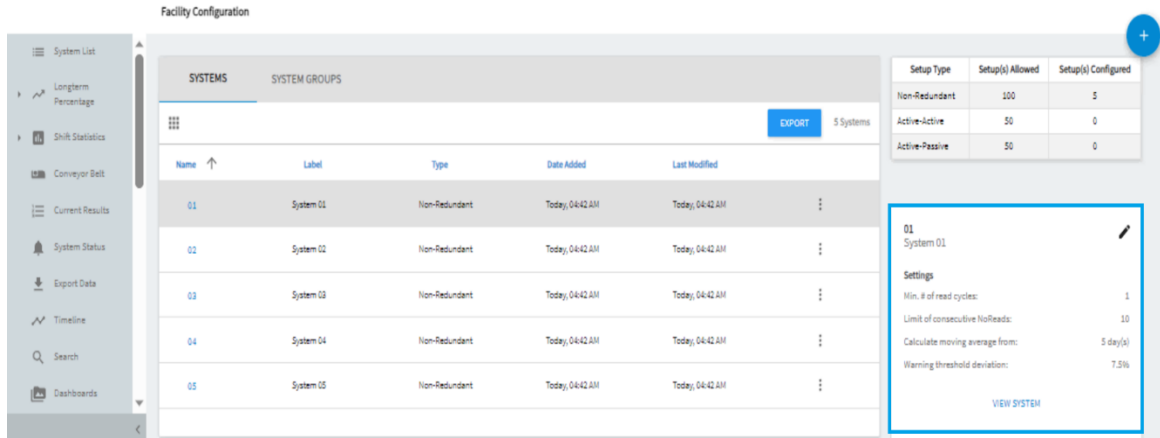 Facility Configuration
+
System List
Longterm
Percentage
Shift Statistics
Conveyor Belt
Current Results
System Status
Export Data
Timeline
Search
Dashboards
SYSTEMS SYSTEM GROUPS
EXPORT 5 Systems
Name Label Type Date Added Last Modified
01 System 01 Non-Redundant Today, 04:42 AM Today, 04:42 AM
02 System 02 Non-Redundant Today, 04:42 AM Today, 04:42 AM
03 System 03 Non-Redundant Today, 04:42 AM Today, 04:42 AM
04 System 04 Non-Redundant Today, 04:42 AM Today, 04:42 AM
05 System 05 Non-Redundant Today, 04:42 AM Today, 04:42 AM
Setup Type Setup(s) Allowed Setup(s) Configured
Non-Redundant 100 5
Active-Active 50 0
Active-Passive 50 0
01
System 01
Settings
Min. # of read cycles: 1
Limit of consecutive NoReads: 10
Calculate moving average from: 5 day(s)
Warning threshold deviation: 7.5%
VIEW SYSTEM